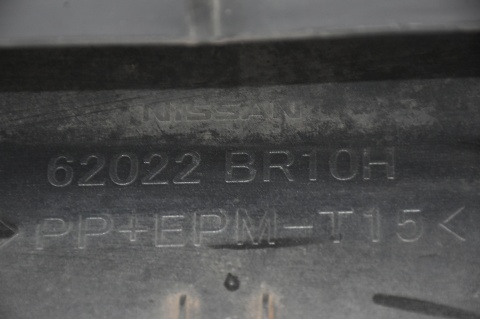 NISSAN
62022 BR10H
>PP+EPM-T15<